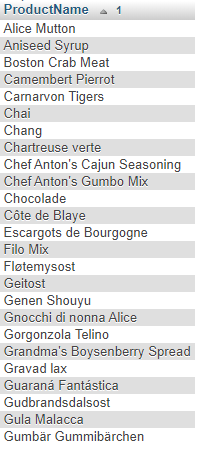 ProductName 1
Alice Mutton
Aniseed Syrup
Boston Crab Meat
Camembert Pierrot
Carnarvon Tigers
Chai
Chang
Chartreuse verte
Chef Anton's Cajun Seasoning
Chef Anton's Gumbo Mix
Chocolade
Côte de Blaye
Escargots de Bourgogne
Filo Mix
Fløtemysost
Geitost
Genen Shouyu
Gnocchi di nonna Alice
Gorgonzola Telino
Grandma's Boysenberry Spread
Gravad lax
Guaraná Fantástica
Gudbrandsdalsost
Gula Malacca
Gumbär Gummibärchen